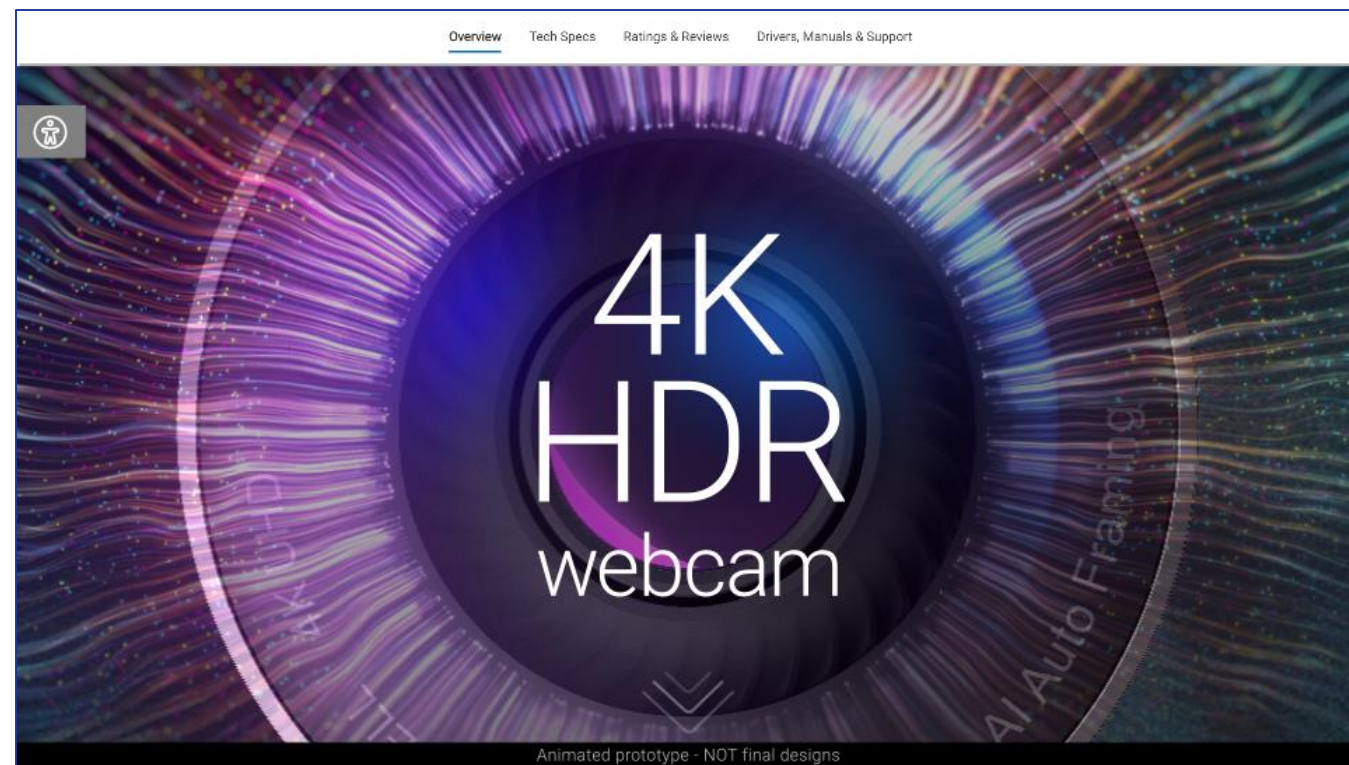 Overview Tech Specs Ratings & Reviews Drivers, Manuals & Support
4K
HDR
webcam
AI Auto Framing
Animated prototype - NOT final designs